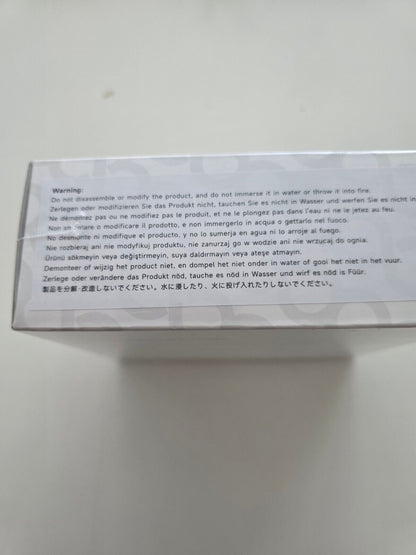 Warning:
Do not disassemble or modify the product, and do not immerse it in water or throw it into fire.
Zerlegen oder modifizieren Sie das Produkt nicht, tauchen Sie es nicht in Wasser und werfen Sie es nicht in
Ne démontez pas ou ne modifiez pas le produit, et ne le plongez pas dans l'eau ni ne le jetez au feu.
Non o modificare il prodotto, e non immergerlo in acqua o gettarlo nel fuoco.
No desmonte ni modifique el producto, y no lo sumerja en agua ni lo arroje al fuego.
Nie rozbieraj ani nie modyfikuj produktu, nie zanurzaj go w wodzie ani nie wrzucaj do ognia.
Ürünü sökmeyin veya değiştirmeyin, suya daldırmayın veya ateşe atmayın.
Demonteer of wijzig het product niet, en dompel het niet onder in water of gooi het niet in het vuur.
Zerlege oder verändere das Produkt nöd, tauche es nöd in Wasser und wirf es nöd is Füür.
製品を分解·改造しないでください。水に浸したり、火に投げ入れたりしないでください。